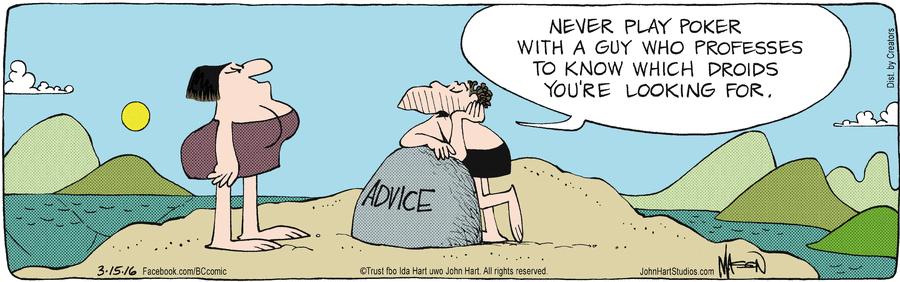 NEVER PLAY POKER
WITH A GUY WHO PROFESSES
TO KNOW WHICH DROIDS
YOU'RE LOOKING FOR.
Dist. by Creators
ADVICE
3-15-16 Facebook.com/BCcomic
©Trust fbo Ida Hart uwo John Hart. All rights reserved.
JohnHartStudios.com
MASON